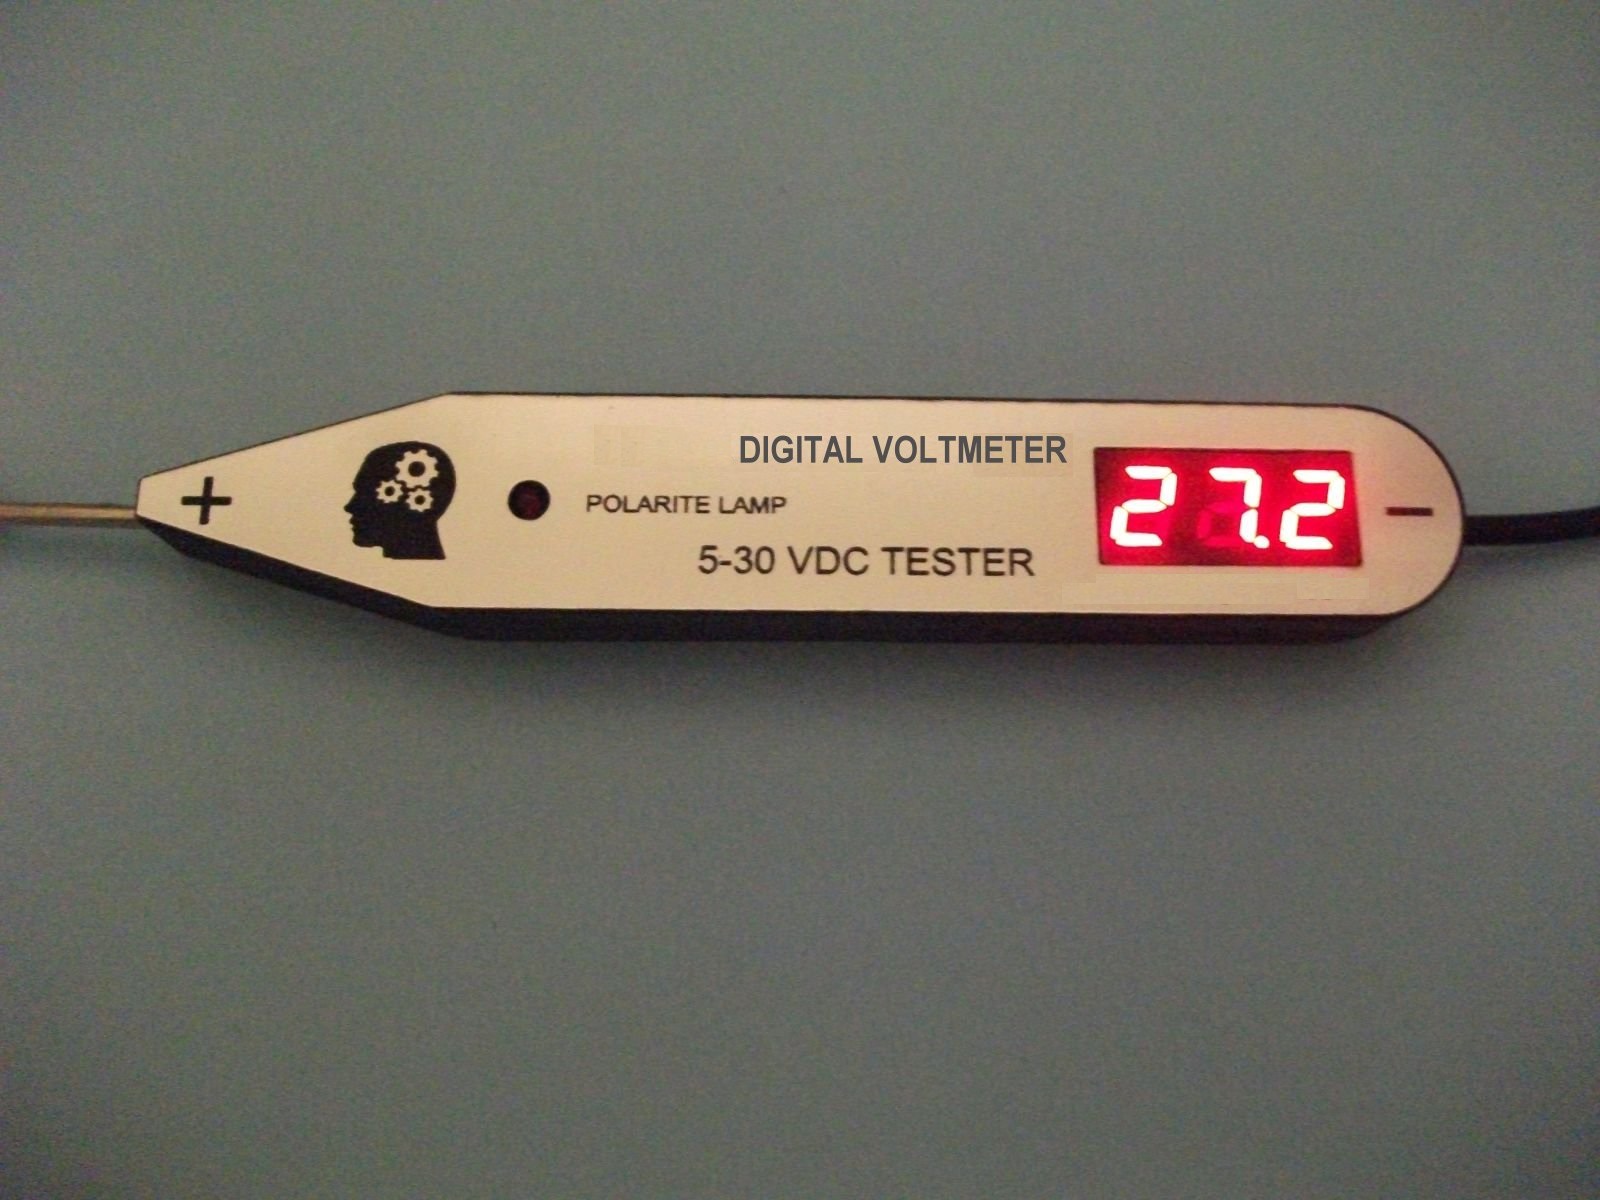 +
DIGITAL VOLTMETER
POLARITE LAMP
5-30 VDC TESTER
27.2
−